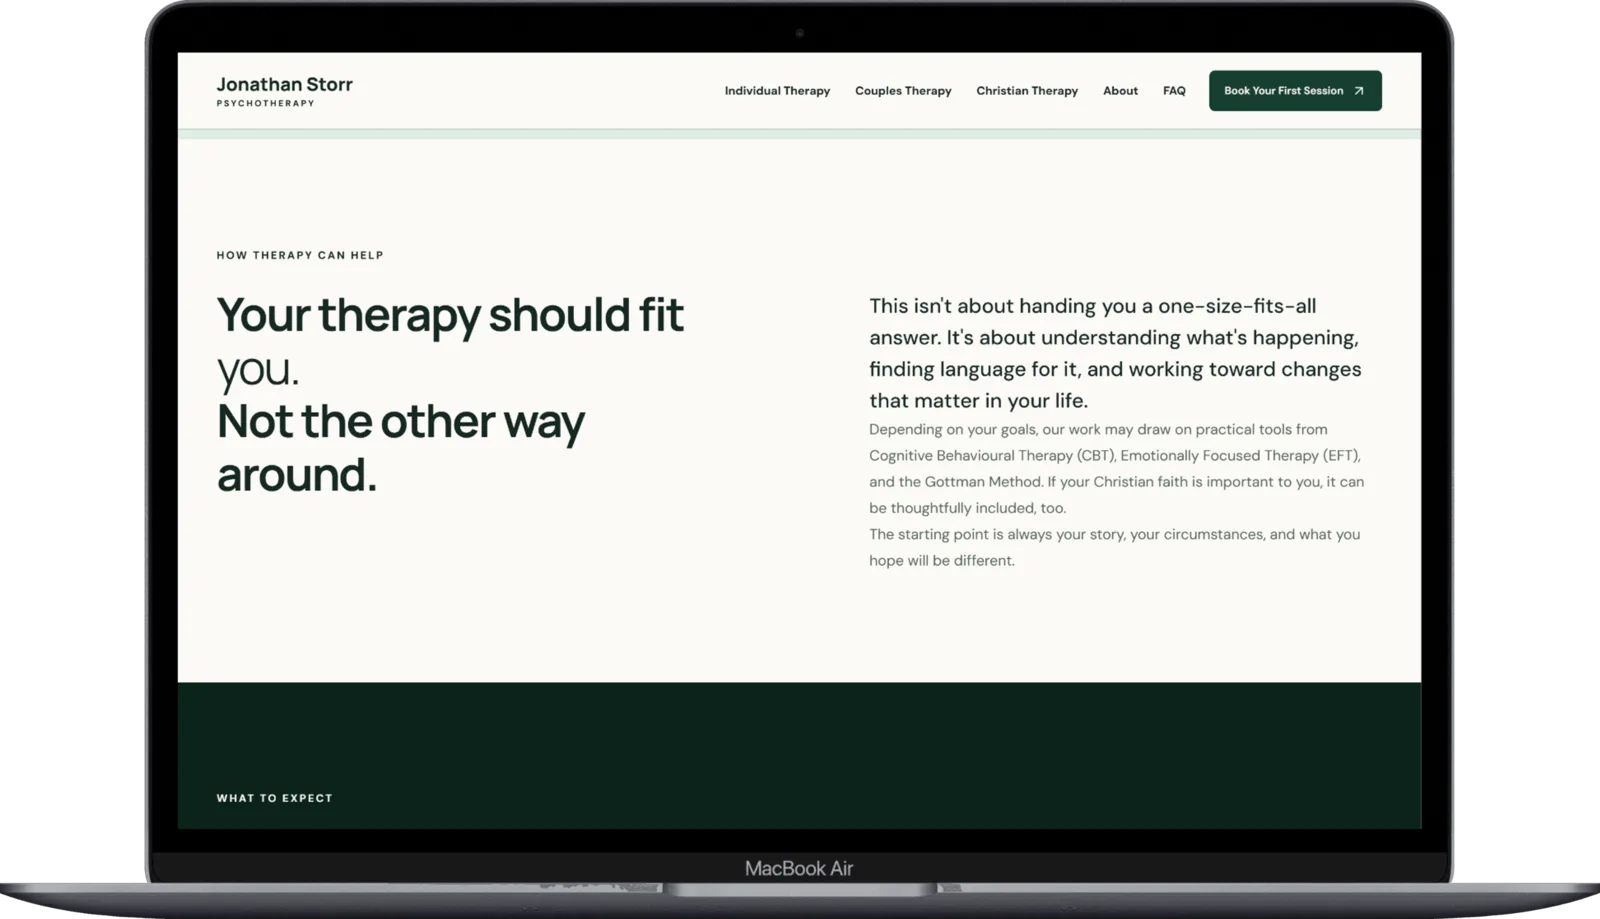 Jonathan Storr
PSYCHOTHERAPY
Individual Therapy
Couples Therapy
Christian Therapy
About
FAQ
Book Your First Session
HOW THERAPY CAN HELP
Your therapy should fit
you.
Not the other way
around.
This isn't about handing you a one-size-fits-all
answer. It's about understanding what's happening,
finding language for it, and working toward changes
that matter in your life.
Depending on your goals, our work may draw on practical tools from
Cognitive Behavioural Therapy (CBT), Emotionally Focused Therapy (EFT),
and the Gottman Method. If your Christian faith is important to you, it can
be thoughtfully included, too.
The starting point is always your story, your circumstances, and what you
hope will be different.
WHAT TO EXPECT
MacBook Air